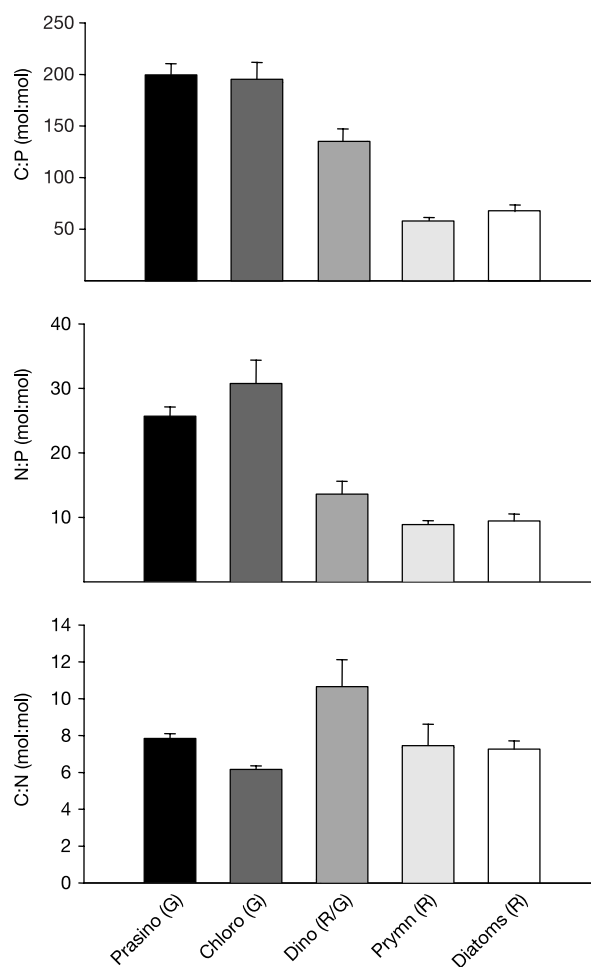 250
200
150
100
50
C:P (mol:mol)
40
30
20
10
N:P (mol:mol)
14
12
10
8
6
4
2
0
C:N (mol:mol)
Prasino (G)
Chloro (G)
Dino (R/G)
Prymn (R)
Diatoms (R)